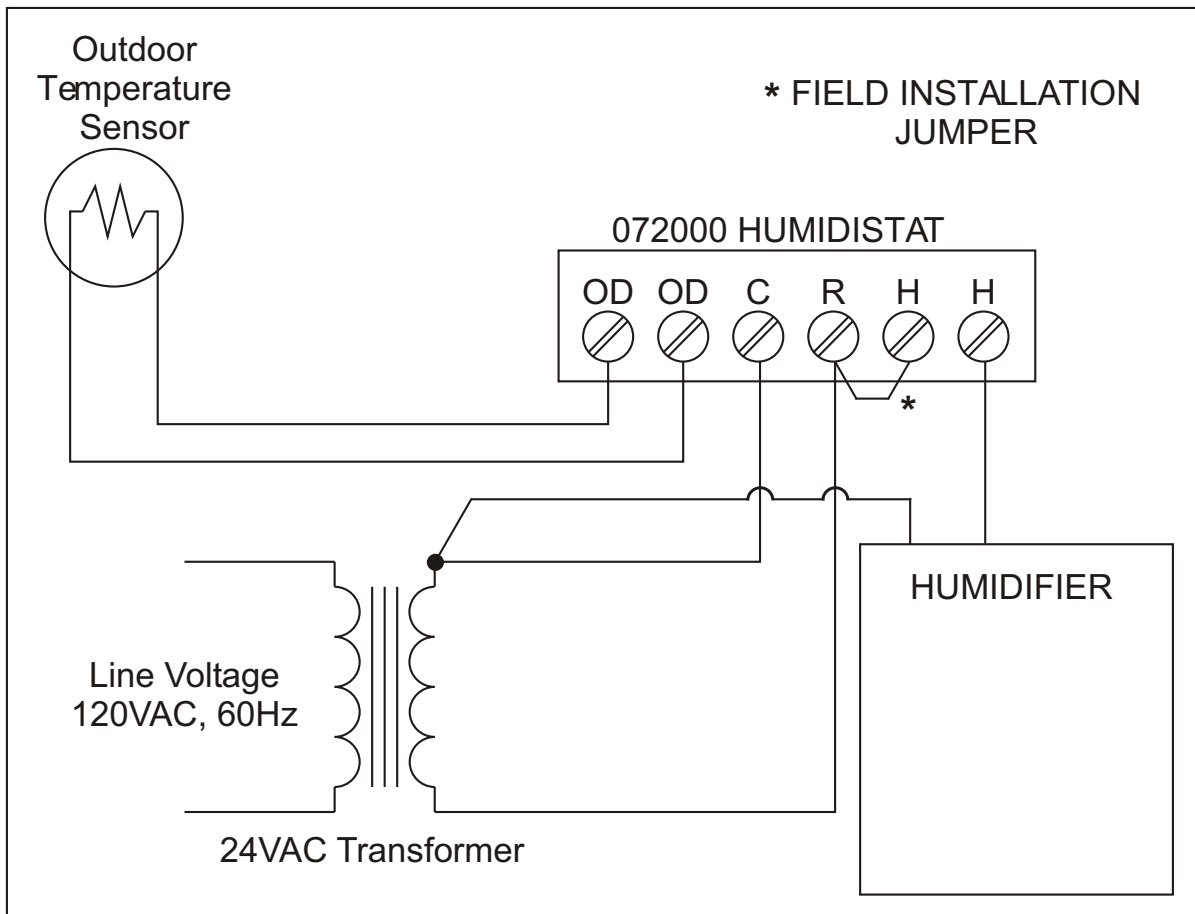 Outdoor
Temperature
Sensor
* FIELD INSTALLATION
JUMPER
072000 HUMIDISTAT
OD OD C R H H
*
HUMIDIFIER
Line Voltage
120VAC, 60Hz
24VAC Transformer